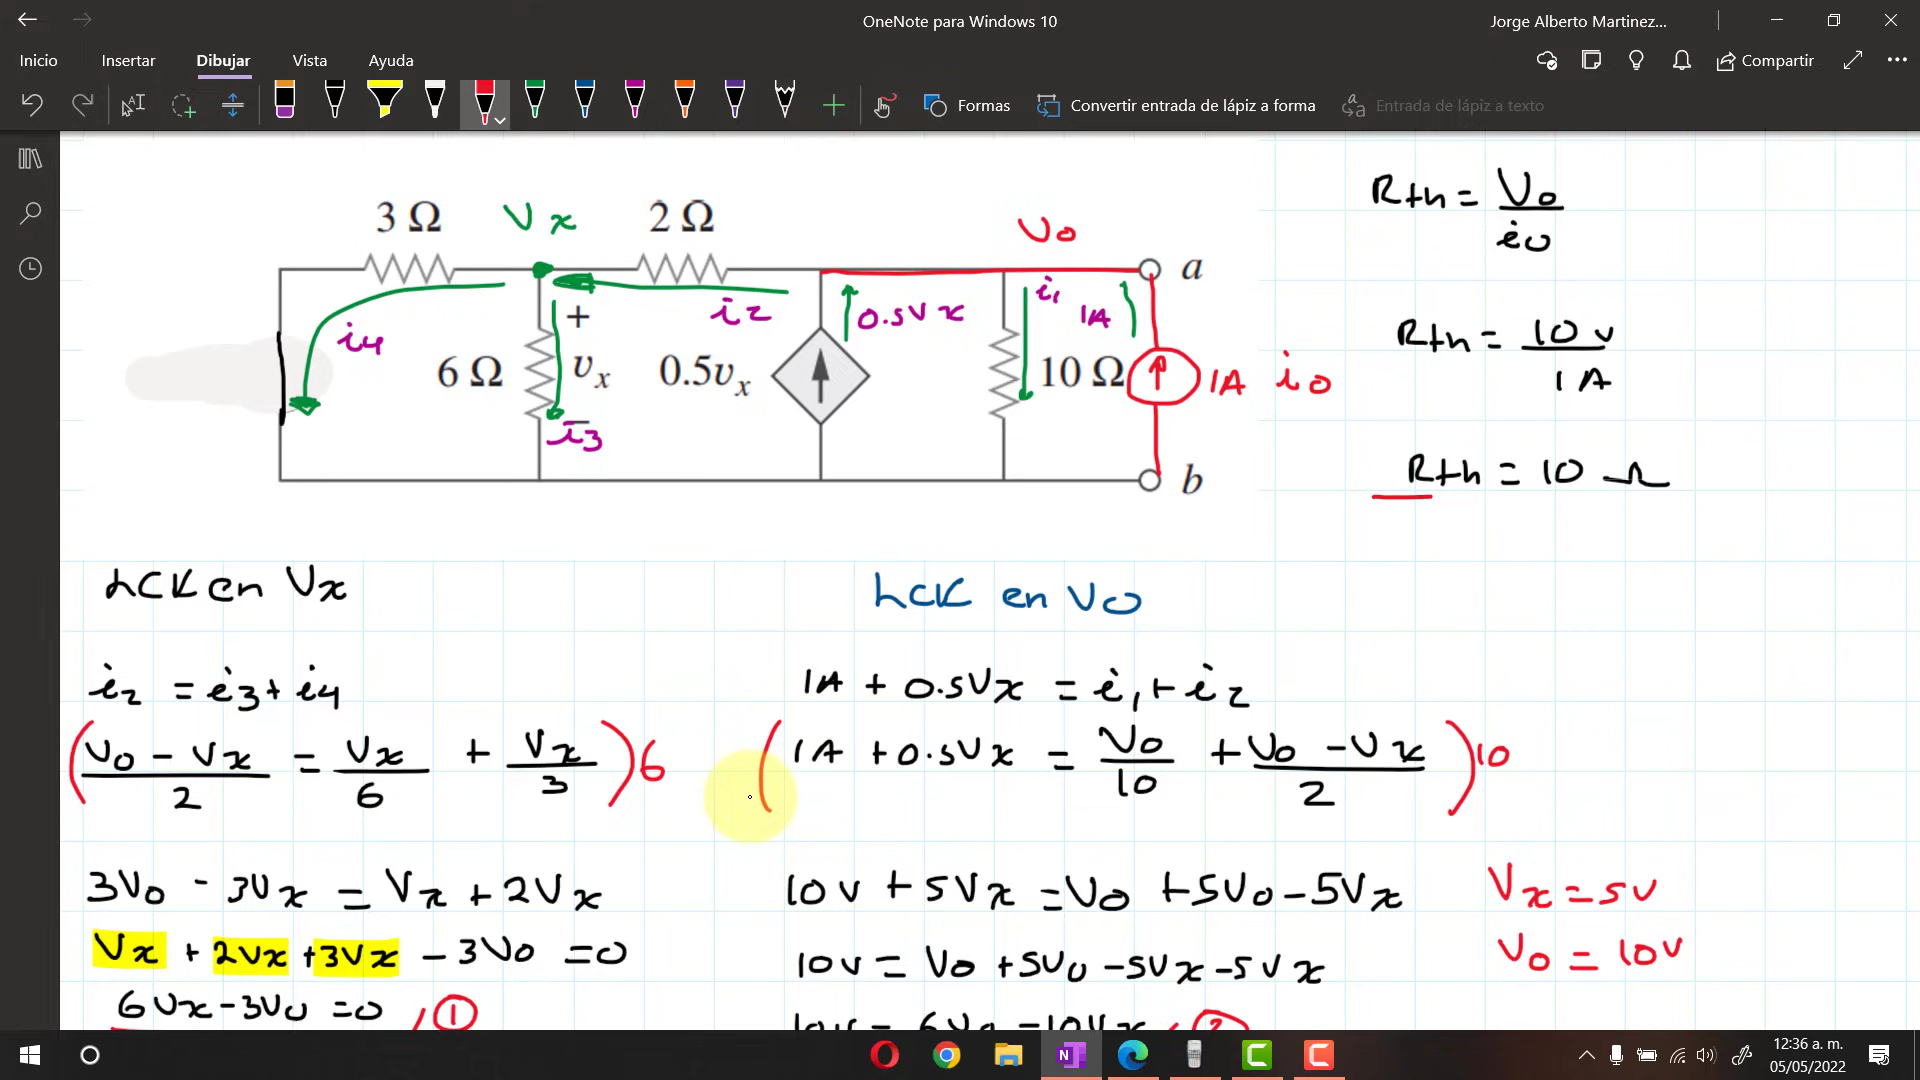 OneNote para Windows 10
Jorge Alberto Martinez...
Inicio
Insertar
Dibujar
Vista
Ayuda
Compartir
Formas
Convertir entrada de lápiz a forma
Entrada de lápiz a texto
3 Ω
Vx
2 Ω
Vo
a
i4
i2
0.5Vx
i1
1A
+
6 Ω
vx
0.5vx
10 Ω
1A io
–
i3
b
Rth = Vo/io
Rth = 10v/1A
Rth = 10 Ω
LCK en Vx
i2 = i3 + i4
(Vo - Vx/2 = Vx/6 + Vx/3)6
3Vo - 3Vx = Vx + 2Vx
Vx + 2Vx + 3Vx - 3Vo = 0
6Vx - 3Vo = 0 1
LCK en Vo
1A + 0.5Vx = i1 + i2
(1A + 0.5Vx = Vo/10 + Vo - Vx/2)10
10v + 5Vx = Vo + 5Vo - 5Vx
10v = Vo + 5Vo - 5Vx - 5Vx
Vx = 5v
Vo = 10v
12:36 a. m.
05/05/2022